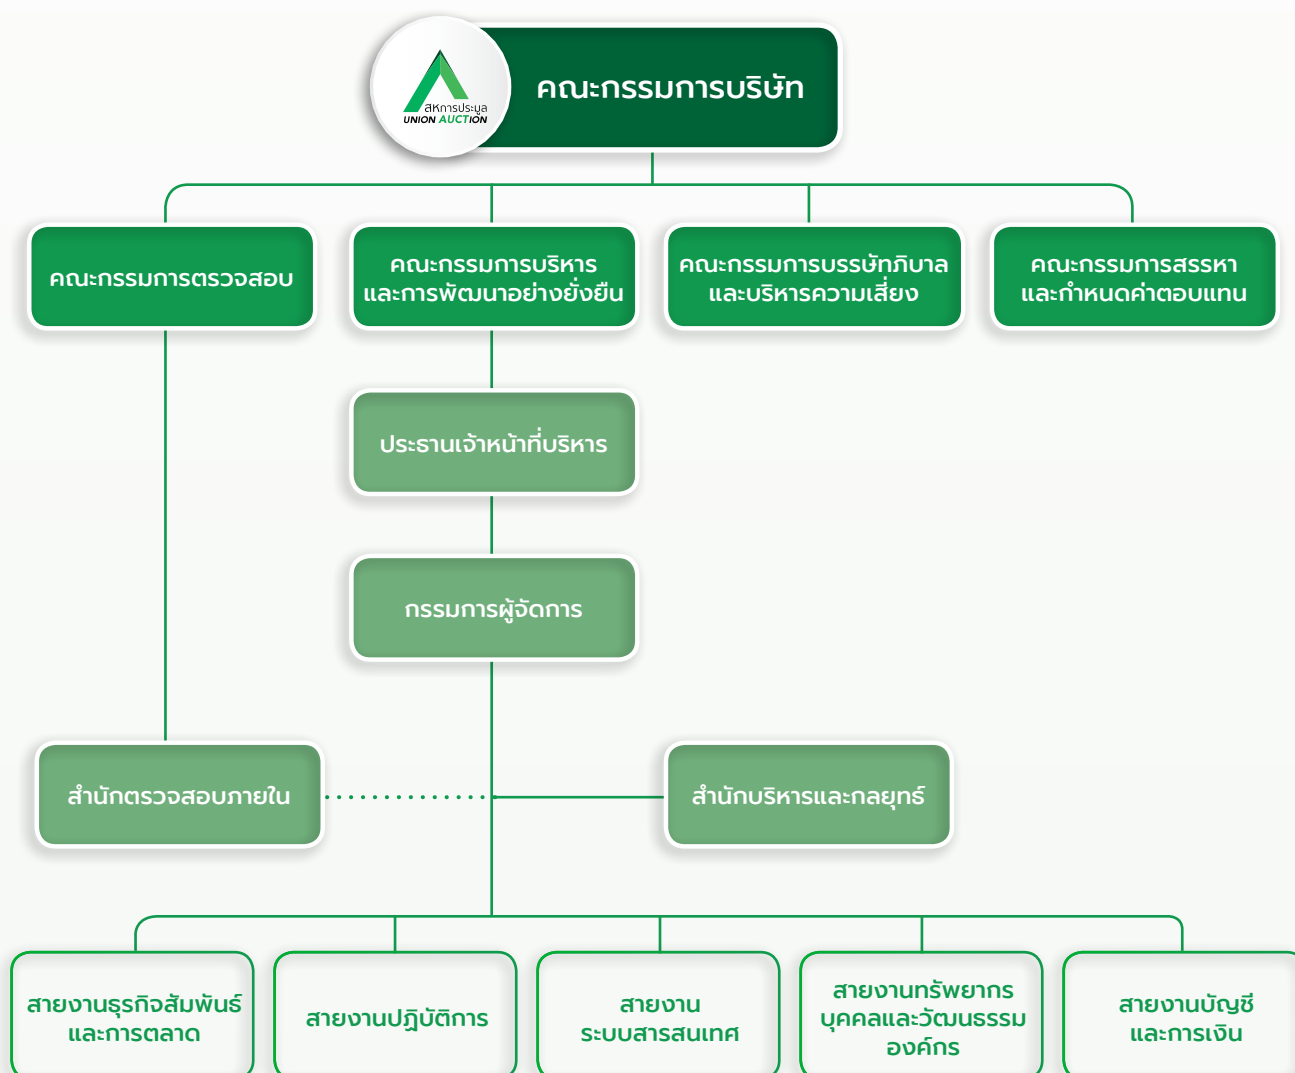 สหการประมูล
UNION AUCTION
คณะกรรมการบริษัท
คณะกรรมการตรวจสอบ
คณะกรรมการบริหาร
และการพัฒนาอย่างยั่งยืน
คณะกรรมการบรรษัทภิบาล
และบริหารความเสี่ยง
คณะกรรมการสรรหา
และกำหนดค่าตอบแทน
ประธานเจ้าหน้าที่บริหาร
กรรมการผู้จัดการ
สำนักตรวจสอบภายใน
สำนักบริหารและกลยุทธ์
สายงานธุรกิจสัมพันธ์
และการตลาด
สายงานปฏิบัติการ
สายงาน
ระบบสารสนเทศ
สายงานทรัพยากร
บุคคลและวัฒนธรรม
องค์กร
สายงานบัญชี
และการเงิน